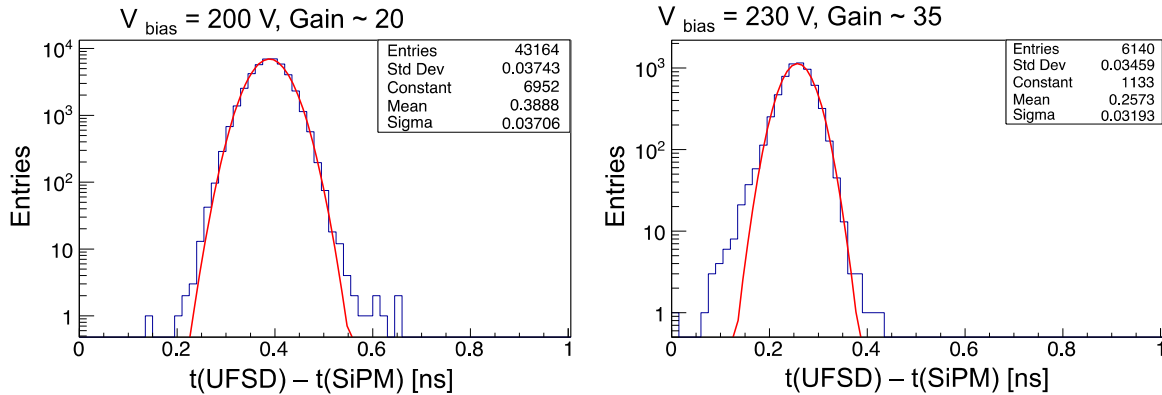 V bias = 200 V, Gain ~ 20
Entries 43164
Std Dev 0.03743
Constant 6952
Mean 0.3888
Sigma 0.03706
10^4
10^3
10^2
10
1
Entries
0 0.2 0.4 0.6 0.8 1
t(UFSD) – t(SiPM) [ns]
V bias = 230 V, Gain ~ 35
Entries 6140
Std Dev 0.03459
Constant 1133
Mean 0.2573
Sigma 0.03193
10^3
10^2
10
1
Entries
0 0.2 0.4 0.6 0.8 1
t(UFSD) – t(SiPM) [ns]